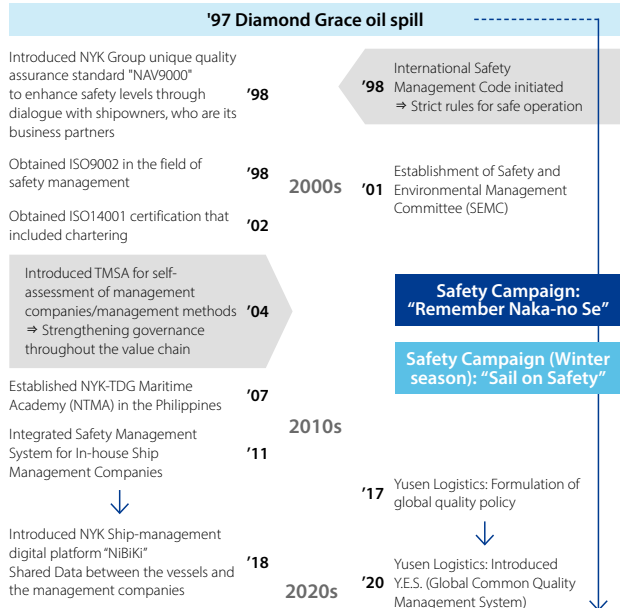 '97 Diamond Grace oil spill
Introduced NYK Group unique quality
assurance standard "NAV9000"
to enhance safety levels through
dialogue with shipowners, who are its
business partners
’98
’98
International Safety
Management Code initiated
⇒ Strict rules for safe operation
Obtained ISO9002 in the field of
safety management
’98
2000s
’01
Establishment of Safety and
Environmental Management
Committee (SEMC)
Obtained ISO14001 certification that
included chartering
’02
Introduced TMSA for self-
assessment of management
companies/management methods
⇒ Strengthening governance
throughout the value chain
’04
Safety Campaign:
“Remember Naka-no Se”
Safety Campaign (Winter
season): “Sail on Safety”
Established NYK-TDG Maritime
Academy (NTMA) in the Philippines
’07
2010s
Integrated Safety Management
System for In-house Ship
Management Companies
’11
’17
Yusen Logistics: Formulation of
global quality policy
Introduced NYK Ship-management
digital platform “NiBiKi”
Shared Data between the vessels and
the management companies
’18
2020s
’20
Yusen Logistics: Introduced
Y.E.S. (Global Common Quality
Management System)